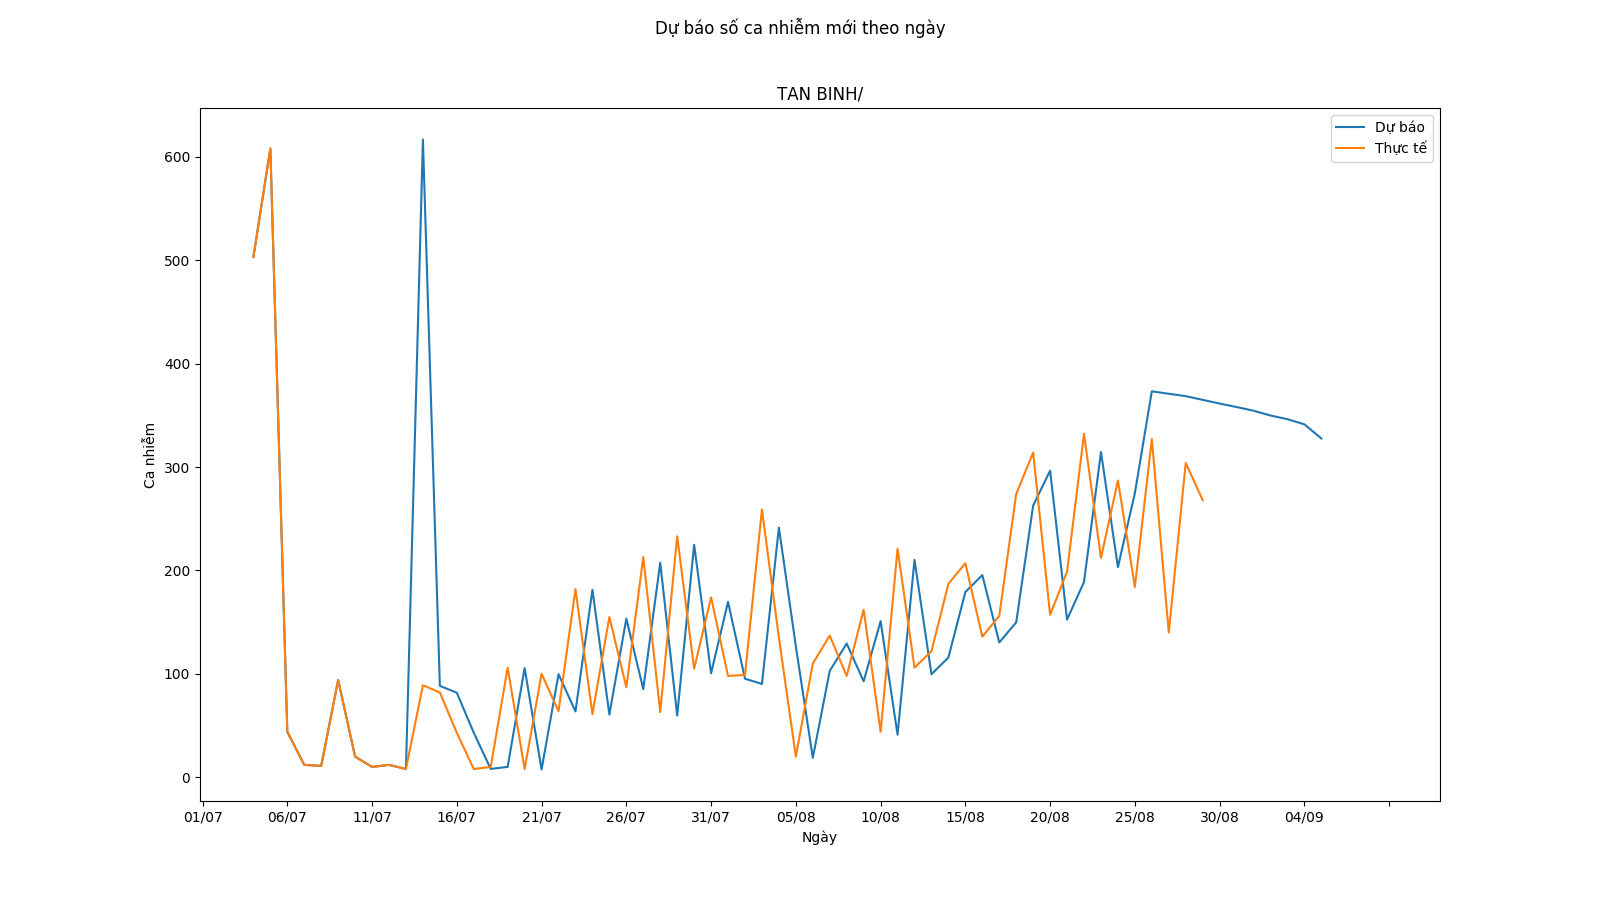 Dự báo số ca nhiễm mới theo ngày
TAN BINH/
Dự báo
Thực tế
Ca nhiễm
600
500
400
300
200
100
0
01/07 06/07 11/07 16/07 21/07 26/07 31/07 05/08 10/08 15/08 20/08 25/08 30/08 04/09
Ngày